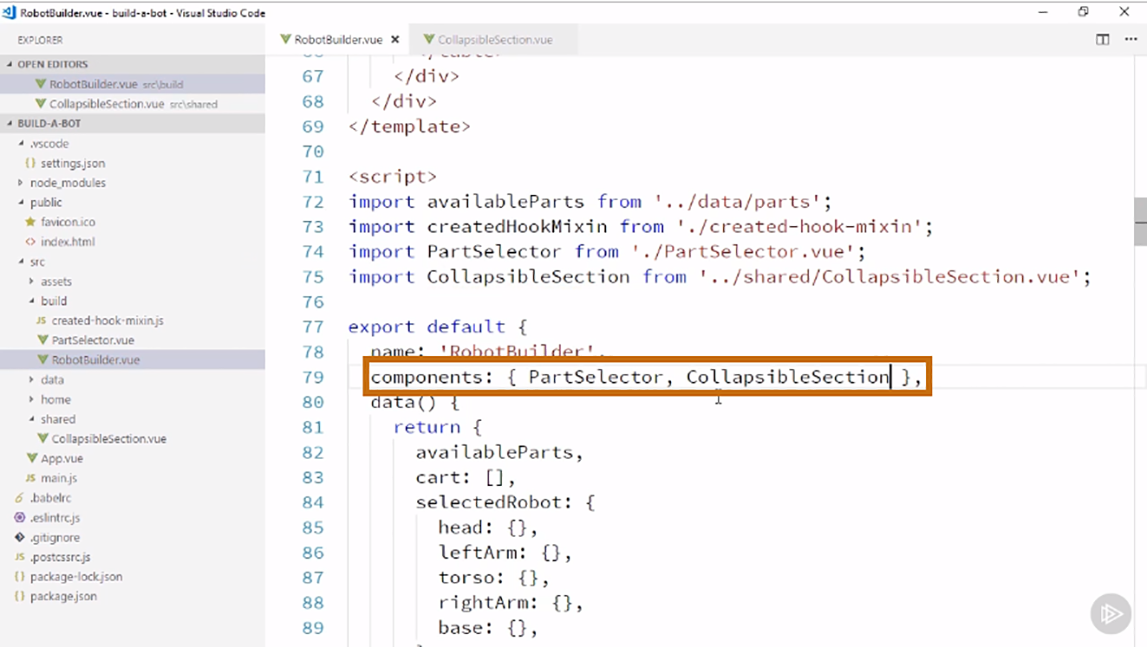 RobotBuilder.vue - build-a-bot - Visual Studio Code
EXPLORER
OPEN EDITORS
RobotBuilder.vue src\build
CollapsibleSection.vue src\shared
BUILD-A-BOT
.vscode
{} settings.json
node_modules
public
favicon.ico
<> index.html
src
assets
build
JS created-hook-mixin.js
PartSelector.vue
RobotBuilder.vue
data
home
shared
CollapsibleSection.vue
App.vue
JS main.js
.babelrc
.eslintrc.js
.gitignore
JS .postcssrc.js
{} package-lock.json
{} package.json
RobotBuilder.vue CollapsibleSection.vue
67 </div>
68 </div>
69 </template>
70
71 <script>
72 import availableParts from '../data/parts';
73 import createdHookMixin from './created-hook-mixin';
74 import PartSelector from './PartSelector.vue';
75 import CollapsibleSection from '../shared/CollapsibleSection.vue';
76
77 export default {
78 name: 'RobotBuilder',
79 components: { PartSelector, CollapsibleSection },
80 data() {
81 return {
82 availableParts,
83 cart: [],
84 selectedRobot: {
85 head: {},
86 leftArm: {},
87 torso: {},
88 rightArm: {},
89 base: {},